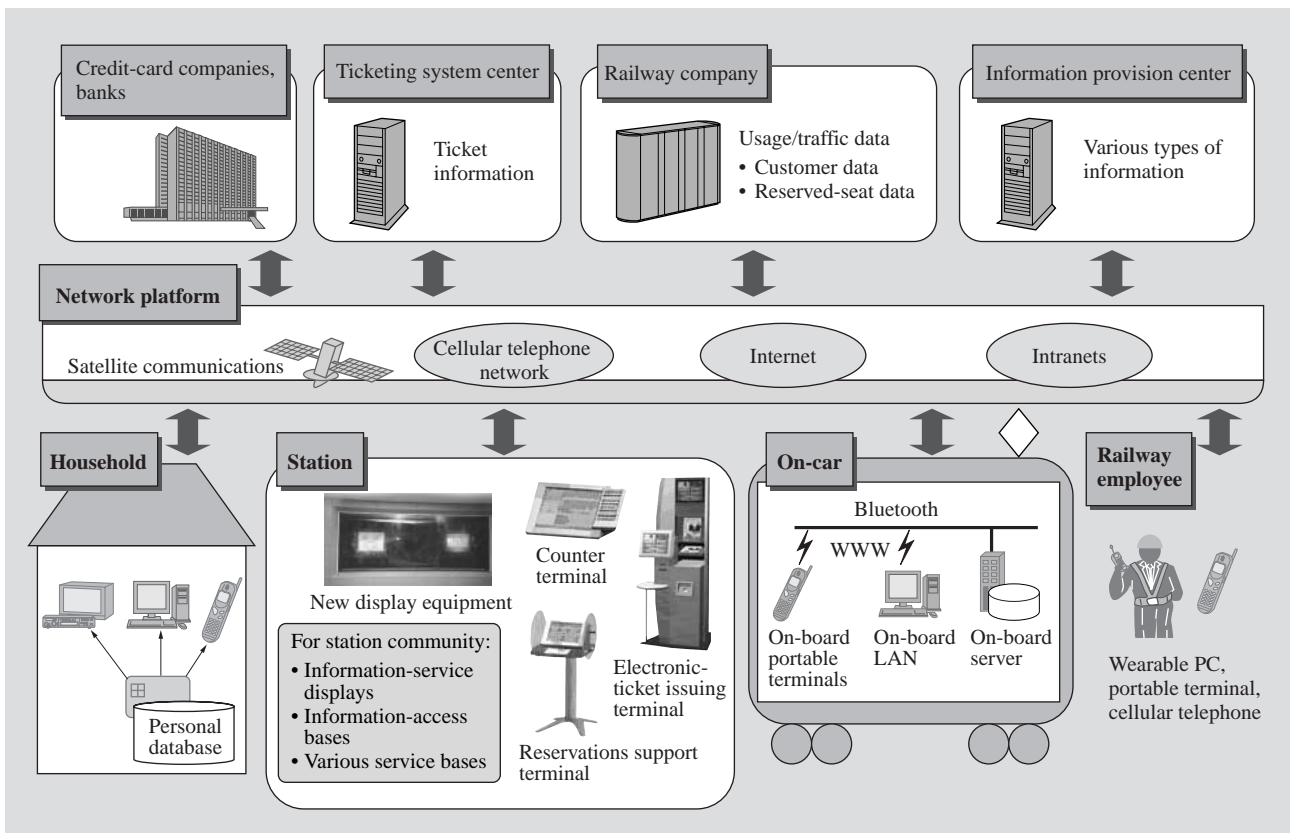 Credit-card companies,
banks
Ticketing system center
Ticket
information
Railway company
Usage/traffic data
• Customer data
• Reserved-seat data
Information provision center
Various types of
information
Network platform
Satellite communications
Cellular telephone
network
Internet
Intranets
Household
Personal
database
Station
New display equipment
Counter
terminal
For station community:
• Information-service
displays
• Information-access
bases
• Various service bases
Electronic-
ticket issuing
terminal
Reservations support
terminal
On-car
Bluetooth
WWW
On-board
portable
terminals
On-board
LAN
On-board
server
Railway
employee
Wearable PC,
portable terminal,
cellular telephone